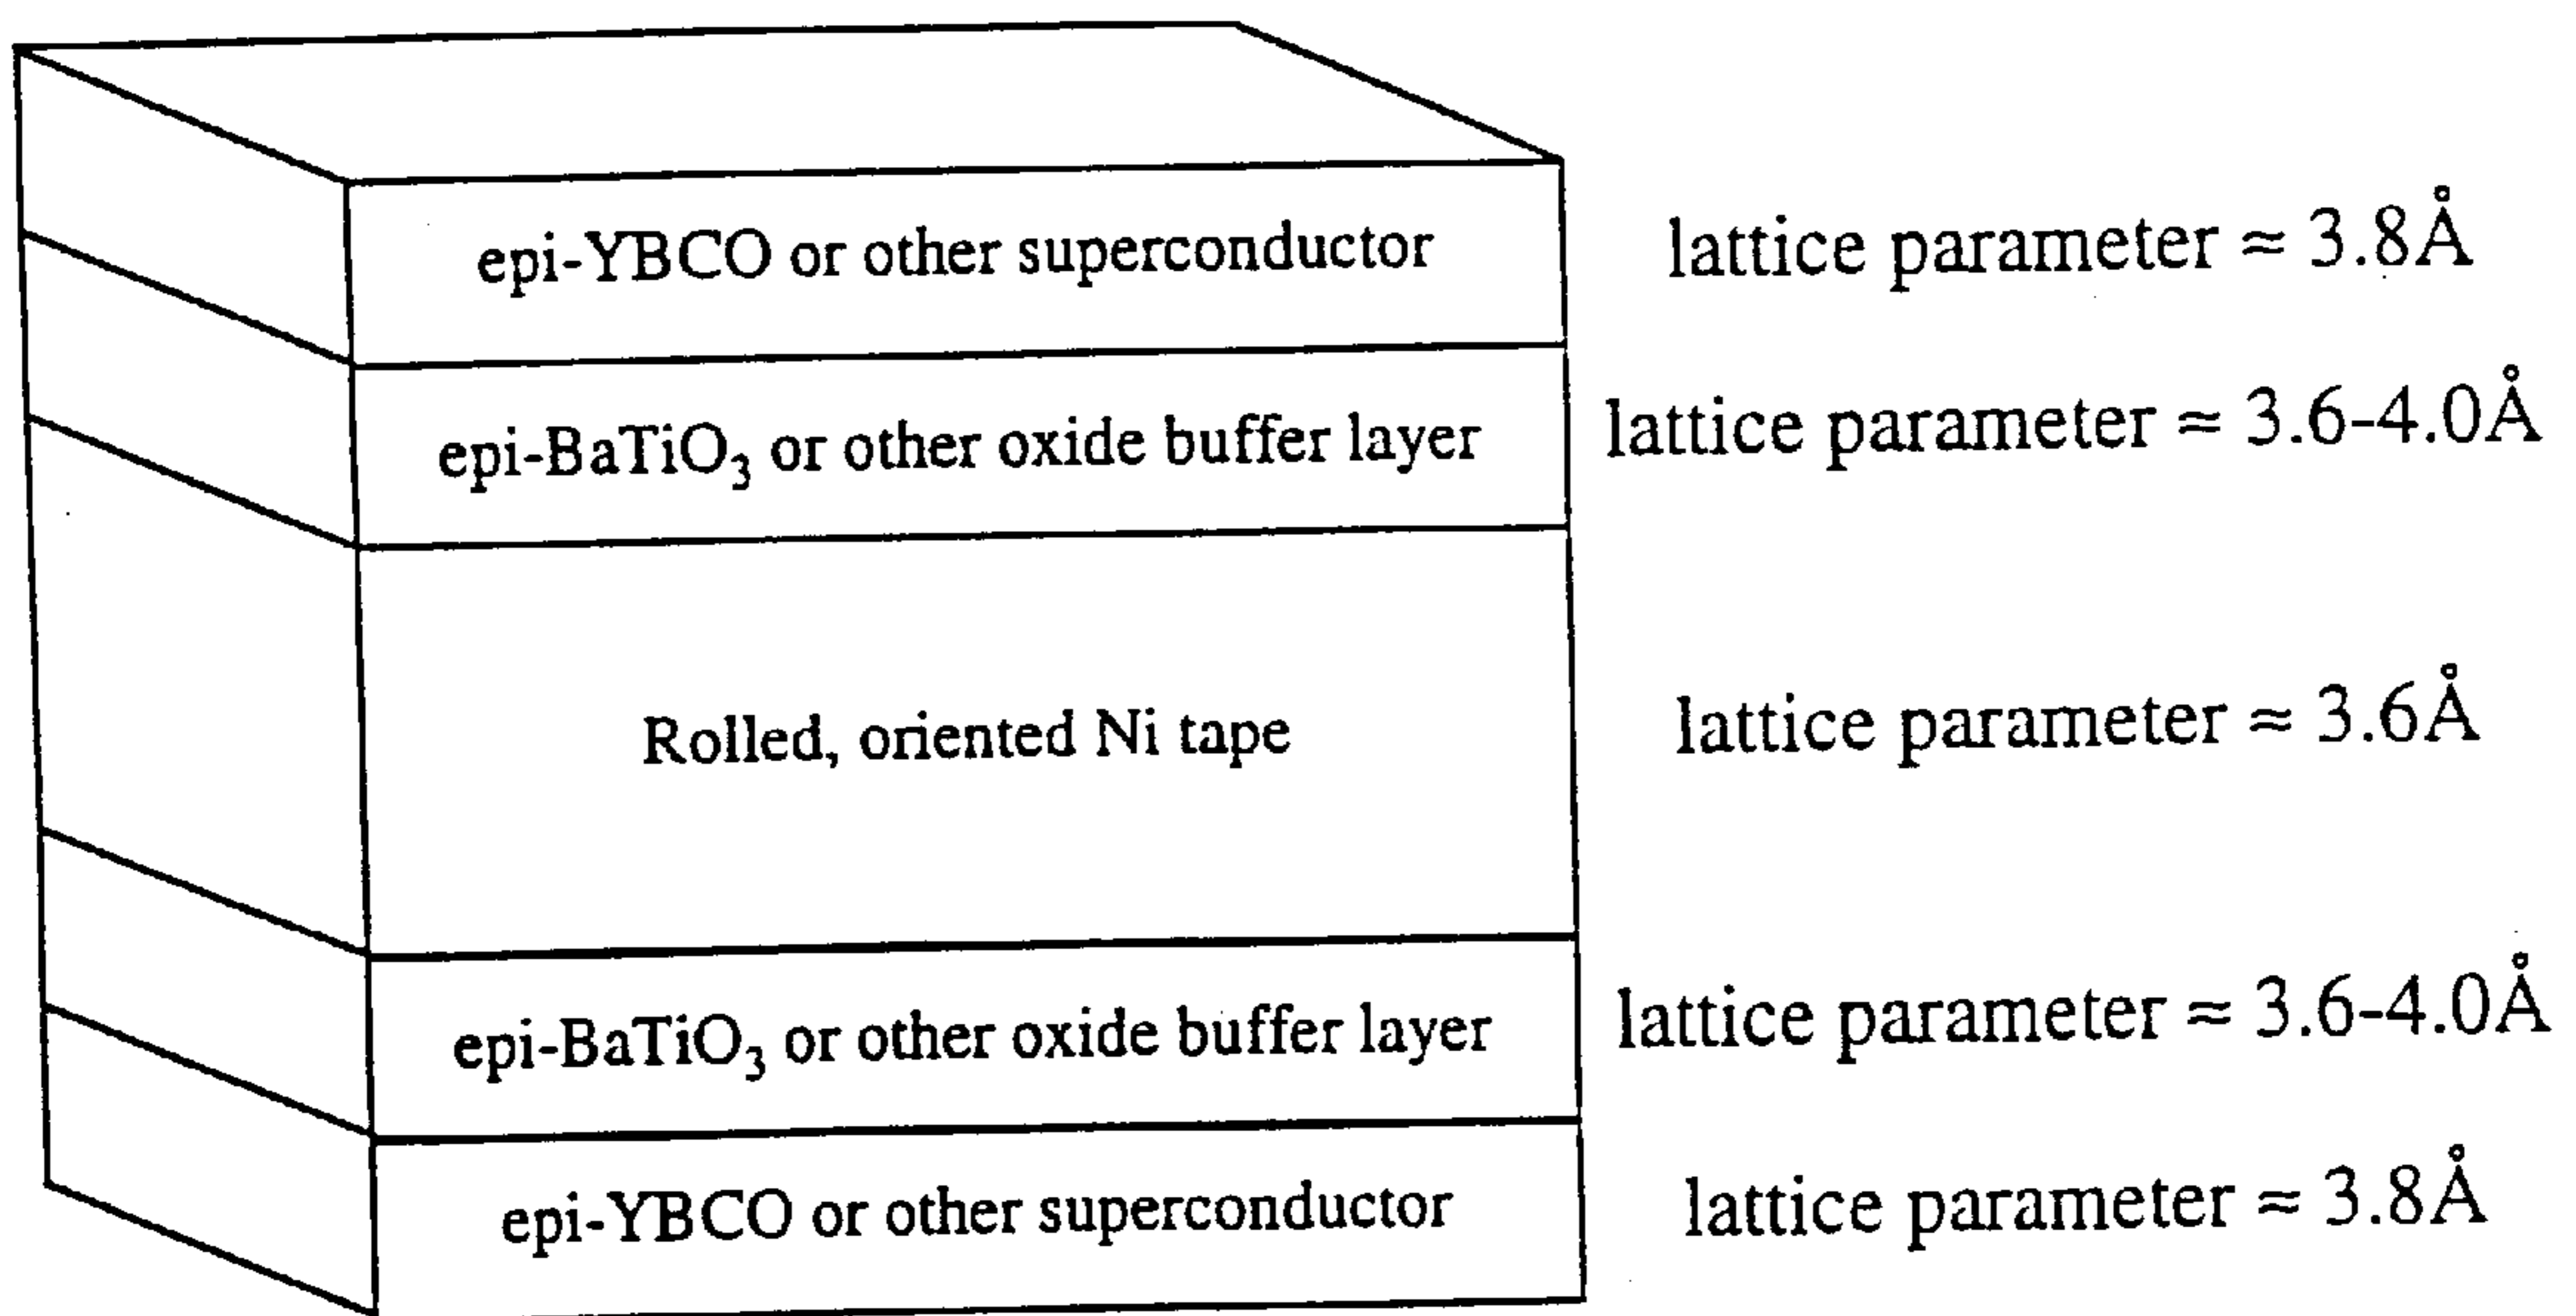 epi-YBCO or other superconductor lattice parameter ≈ 3.8Å
epi-BaTiO₃ or other oxide buffer layer lattice parameter ≈ 3.6-4.0Å
Rolled, oriented Ni tape lattice parameter ≈ 3.6Å
epi-BaTiO₃ or other oxide buffer layer lattice parameter ≈ 3.6-4.0Å
epi-YBCO or other superconductor lattice parameter ≈ 3.8Å